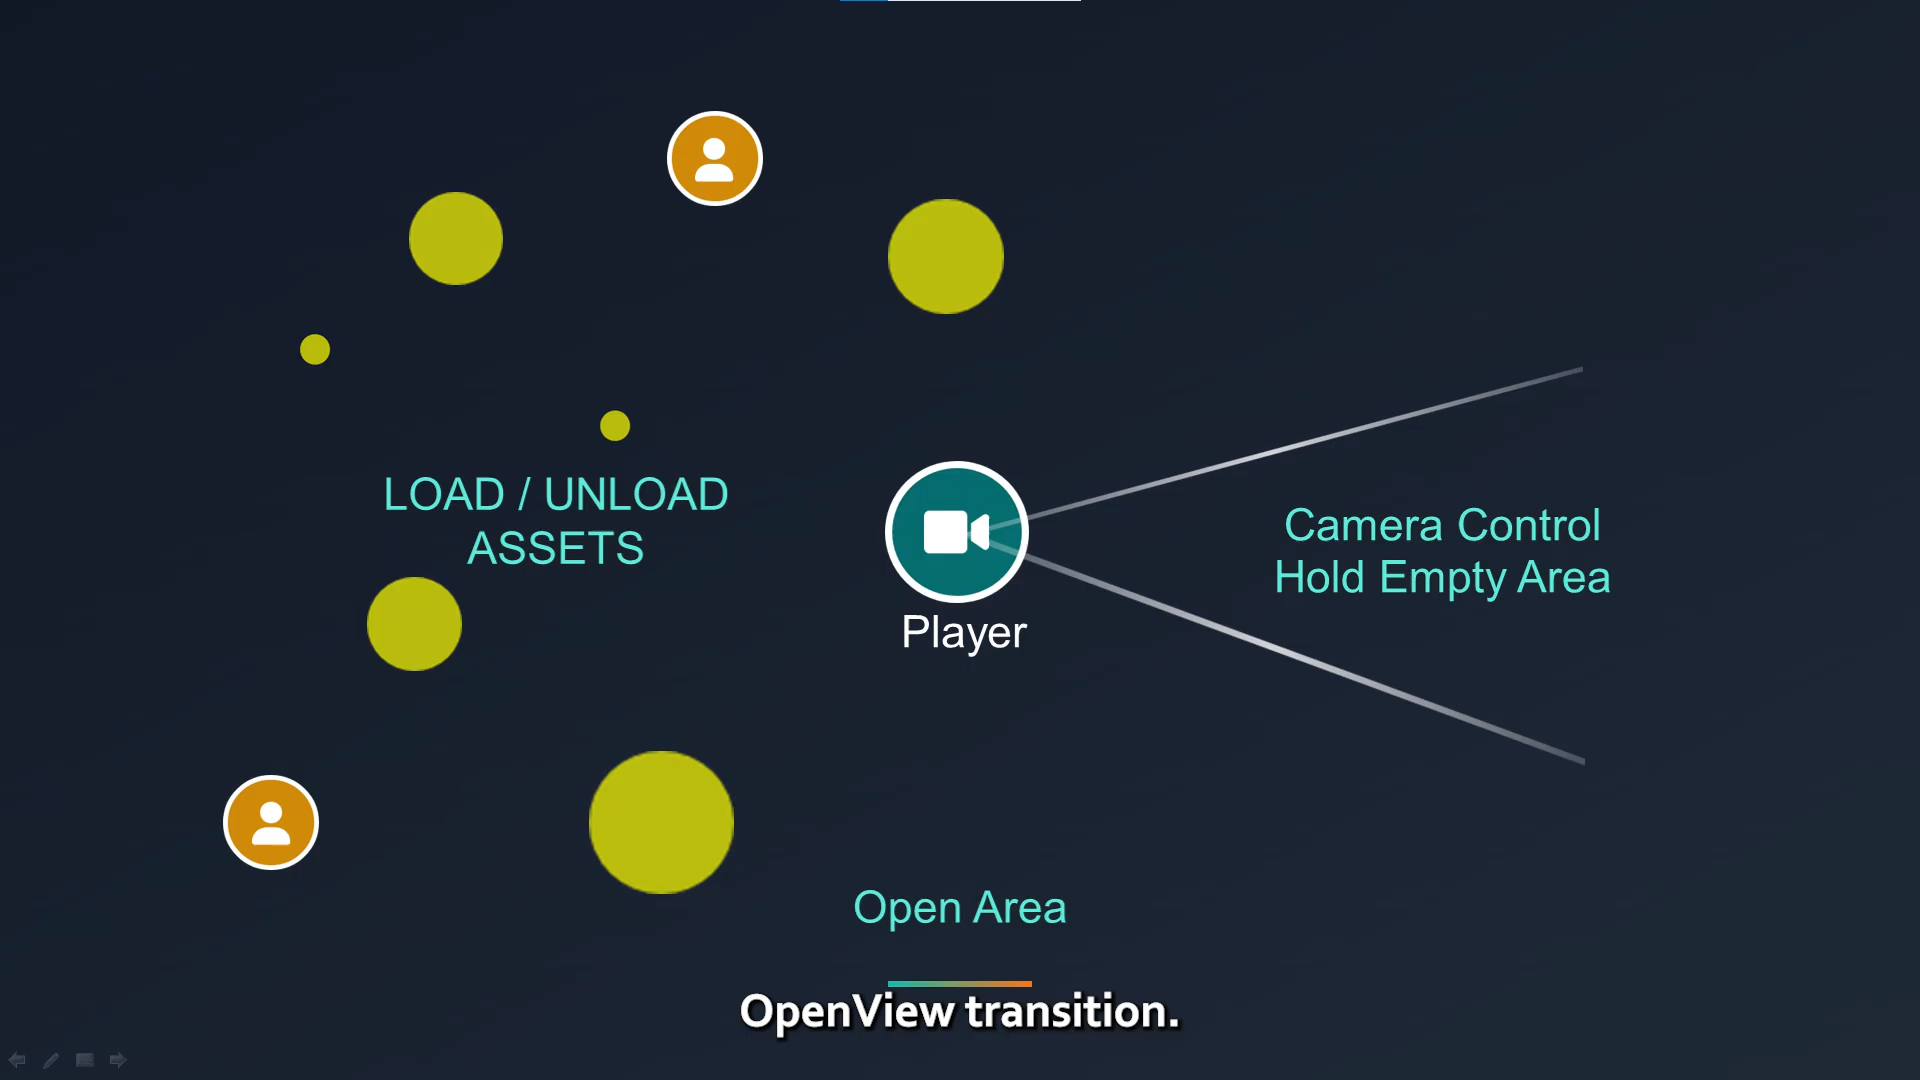 LOAD / UNLOAD
ASSETS
Camera Control
Hold Empty Area
Player
Open Area
OpenView transition.